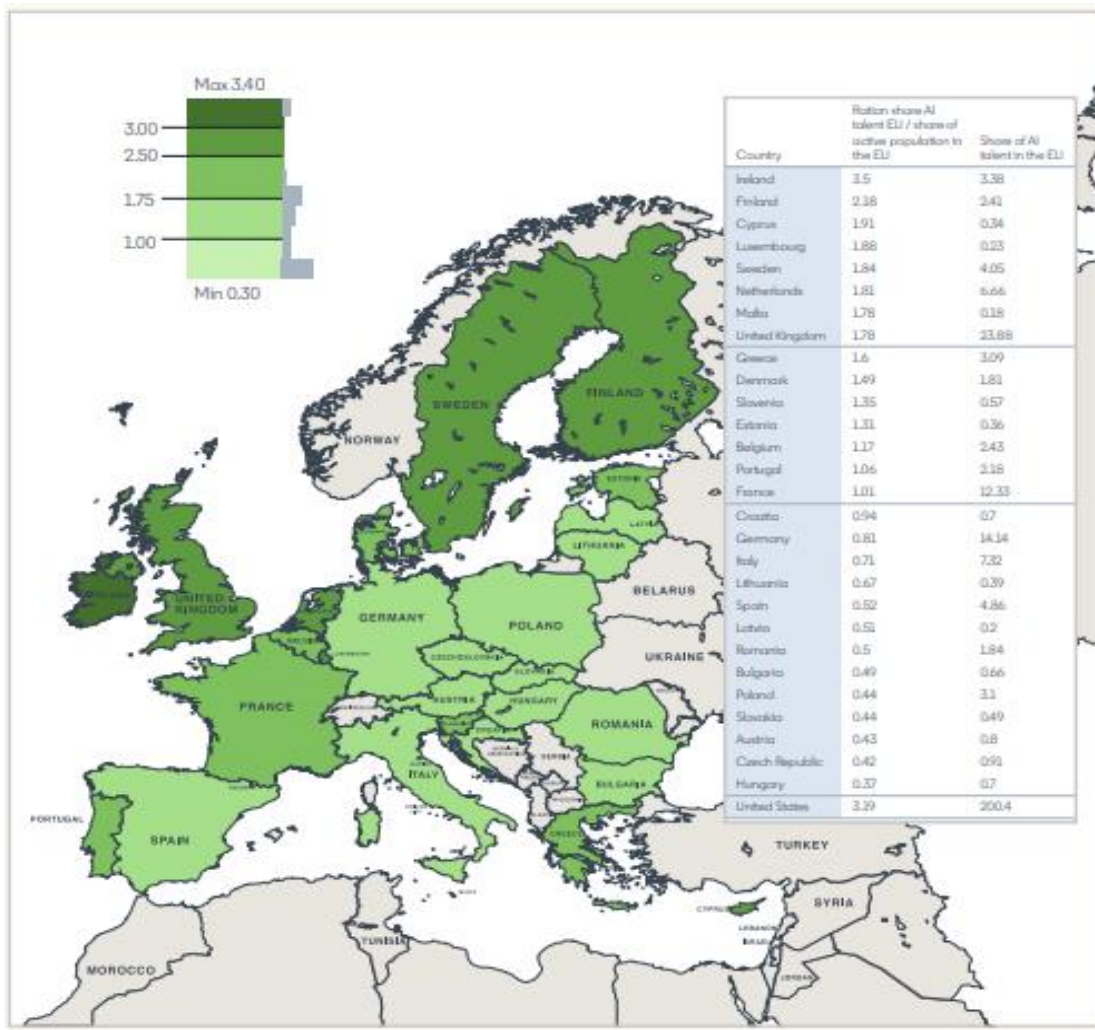 Max 3.40
3.00
2.50
1.75
1.00
Min 0.30
Country
Ration share AI
talent EU / share of
active population in
the EU
Share of AI
talent in the EU
Ireland 3.5 3.38
Finland 2.18 2.41
Cyprus 1.91 0.34
Luxembourg 1.88 0.23
Sweden 1.84 4.05
Netherlands 1.81 6.66
Malta 1.78 0.18
United Kingdom 1.78 23.88
Greece 1.6 3.09
Denmark 1.49 1.81
Slovenia 1.35 0.57
Estonia 1.31 0.36
Belgium 1.17 2.43
Portugal 1.06 2.18
France 1.01 12.33
Croatia 0.94 0.7
Germany 0.81 14.14
Italy 0.71 7.32
Lithuania 0.67 0.39
Spain 0.52 4.86
Latvia 0.51 0.2
Romania 0.5 1.84
Bulgaria 0.49 0.66
Poland 0.44 3.1
Slovakia 0.44 0.49
Austria 0.43 0.8
Czech Republic 0.42 0.91
Hungary 0.37 0.7
United States 3.19 200.4
SWEDEN
FINLAND
NORWAY
ESTONIA
LITHUANIA
BELARUS
UNITED
KINGDOM
GERMANY
POLAND
UKRAINE
CZECHOSLOVAKIA
SLOVAKIA
FRANCE
AUSTRIA
HUNGARY
ROMANIA
SERBIA
ITALY
BULGARIA
PORTUGAL
SPAIN
GREECE
TURKEY
CYPRUS
SYRIA
LEBANON
ISRAEL
JORDAN
TUNISIA
MOROCCO